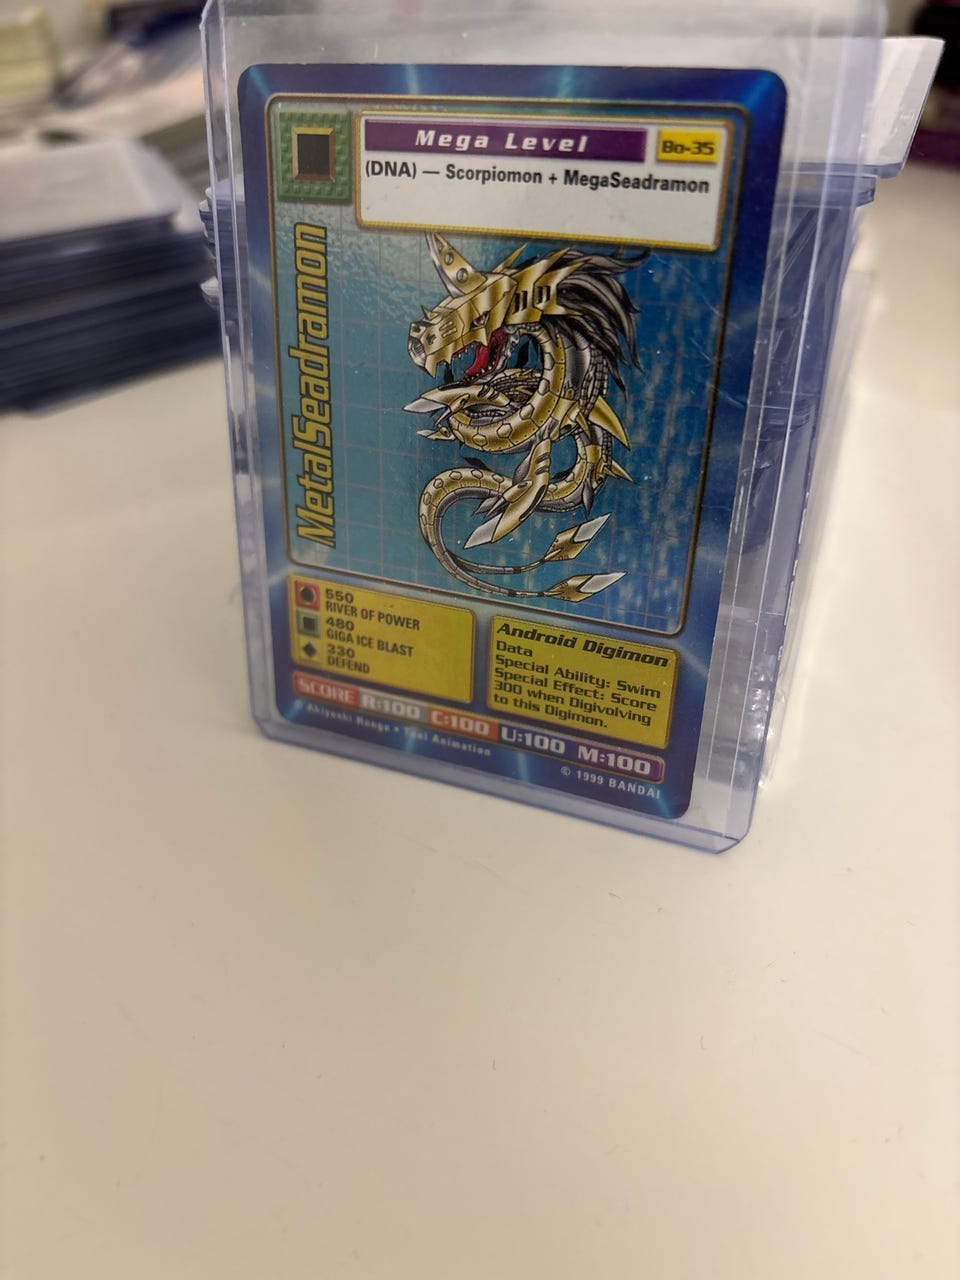 Mega Level
Bo-35
(DNA) — Scorpiomon + MegaSeadramon
MetalSeadramon
550
RIVER OF POWER
480
GIGA ICE BLAST
330
DEFEND
Android Digimon
Data
Special Ability: Swim
Special Effect: Score
300 when Digivolving
to this Digimon.
SCORE R:100 C:100 U:100 M:100
© Akiyoshi Hongo • Toei Animation
© 1999 BANDAI